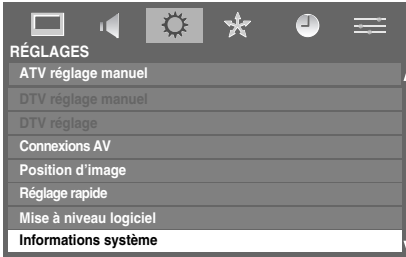 RÉGLAGES
ATV réglage manuel
DTV réglage manuel
DTV réglage
Connexions AV
Position d'image
Réglage rapide
Mise à niveau logiciel
Informations système